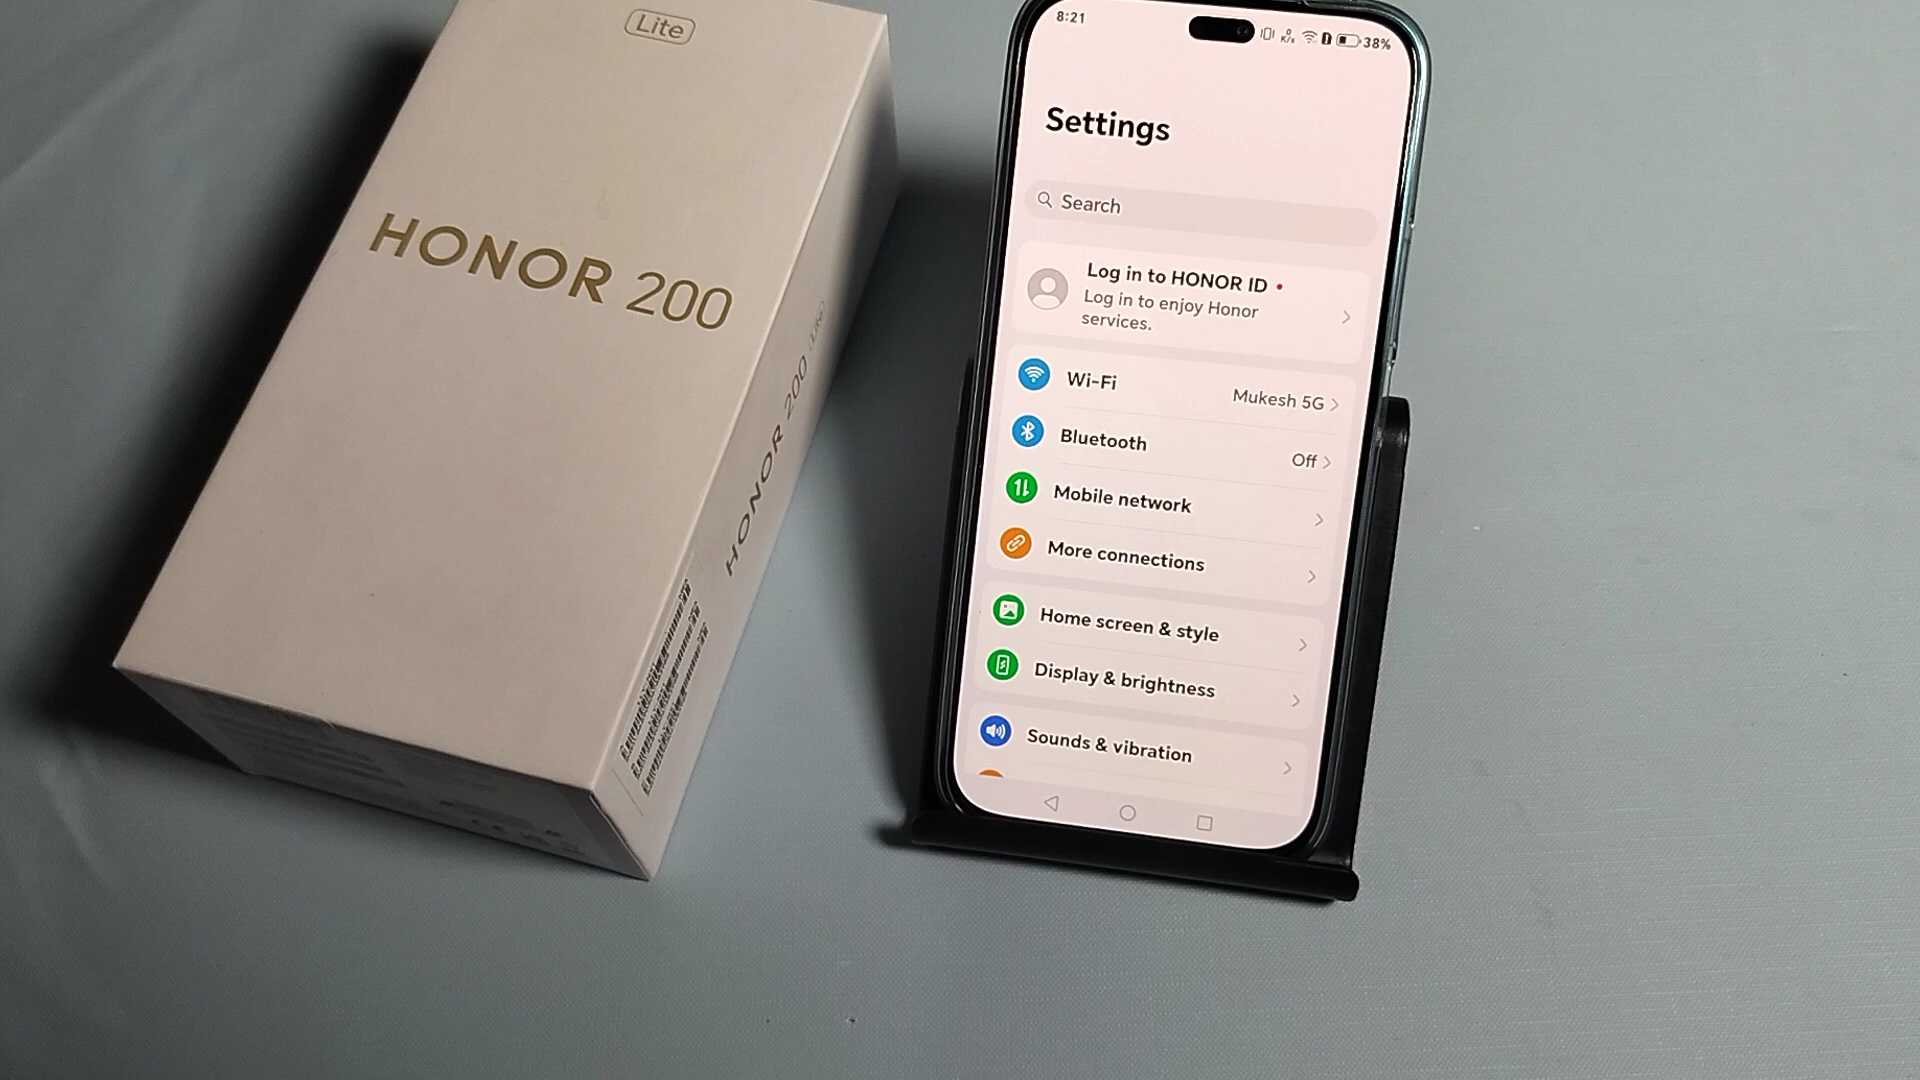 Lite
HONOR 200
HONOR 200 Lite
8:21
0 K/s
38%
Settings
Search
Log in to HONOR ID
Log in to enjoy Honor
services.
Wi-Fi
Mukesh 5G
Bluetooth
Off
Mobile network
More connections
Home screen & style
Display & brightness
Sounds & vibration